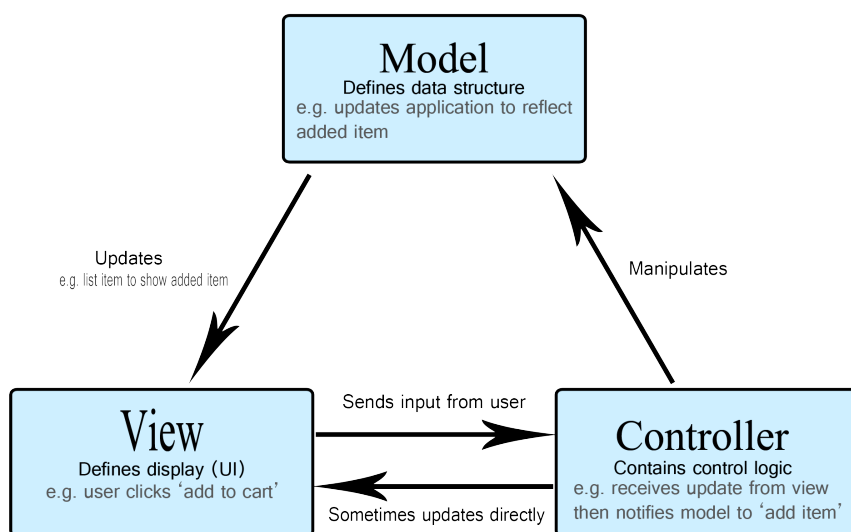 Model
Defines data structure
e.g. updates application to reflect
added item
Updates
e.g. list item to show added item
Manipulates
View
Defines display (UI)
e.g. user clicks ‘add to cart’
Sends input from user
Sometimes updates directly
Controller
Contains control logic
e.g. receives update from view
then notifies model to ‘add item’